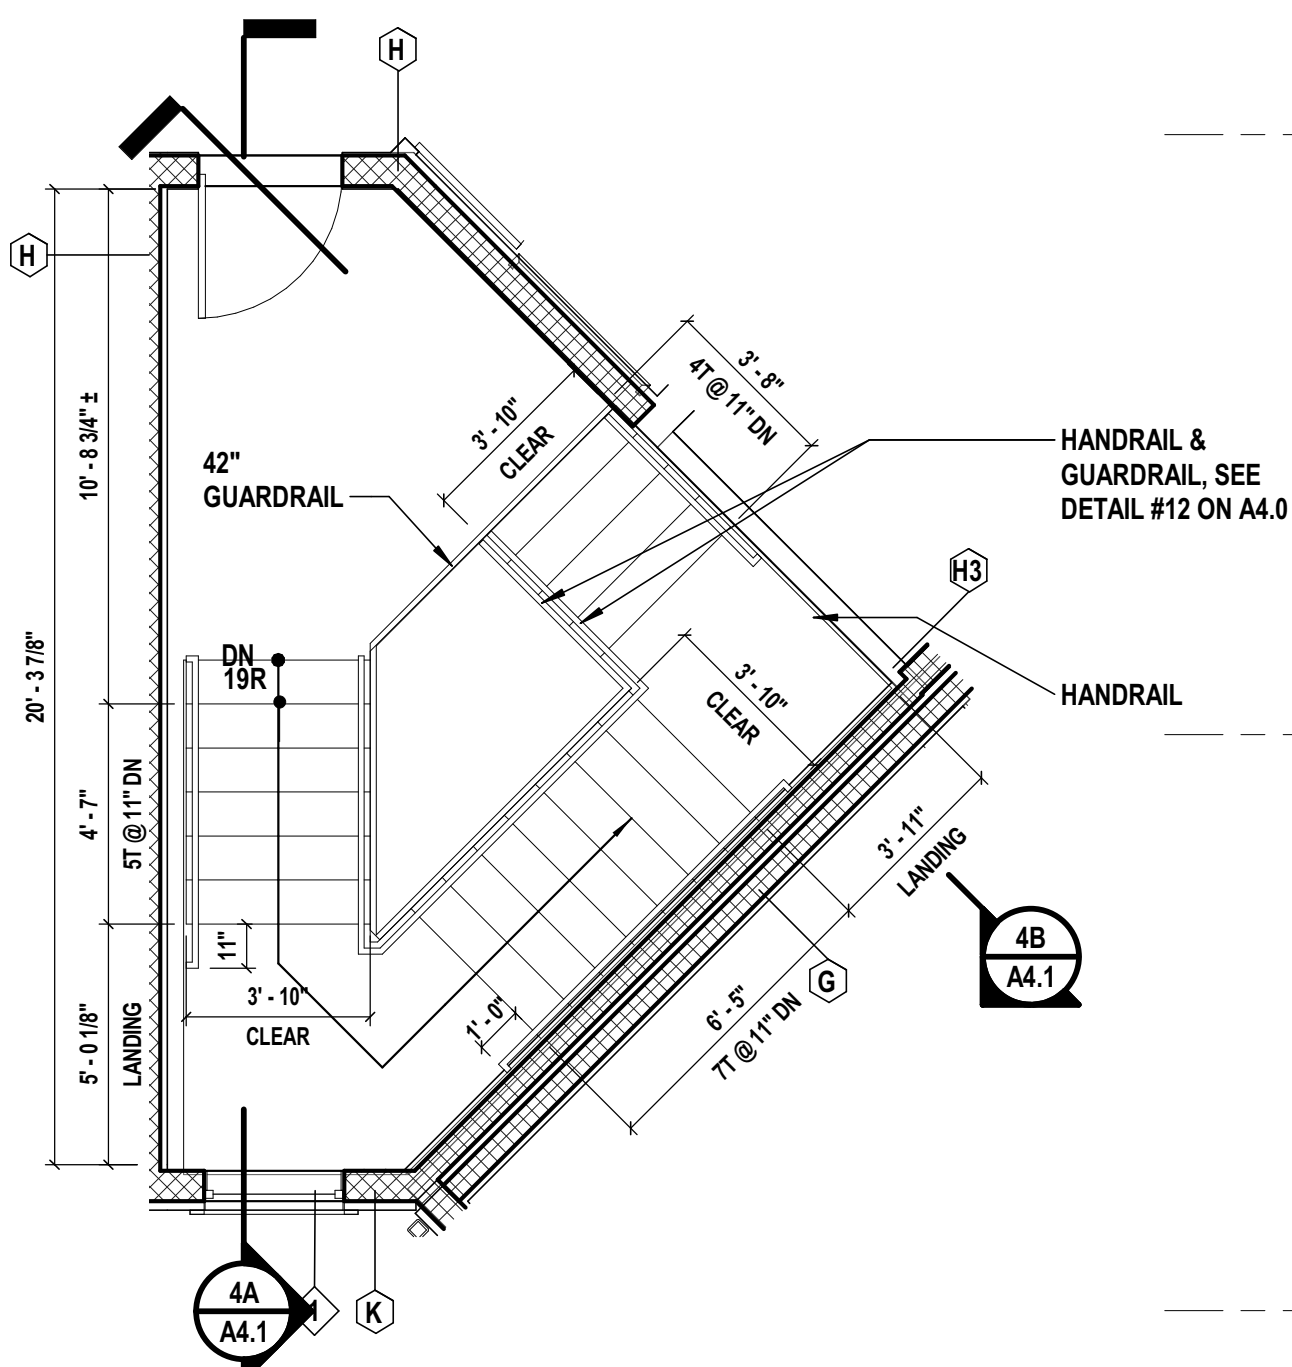 H
H
3' - 8"
4T @ 11" DN
3' - 10"
CLEAR
10' - 8 3/4" ±
42"
GUARDRAIL
HANDRAIL &
GUARDRAIL, SEE
DETAIL #12 ON A4.0
H3
20' - 3 7/8"
DN
19R
3' - 10"
CLEAR
HANDRAIL
4' - 7"
5T @ 11" DN
3' - 11"
LANDING
11"
3' - 10"
CLEAR
1' - 0"
G
4B
A4.1
6' - 5"
7T @ 11" DN
5' - 0 1/8"
LANDING
4A
A4.1
1
K